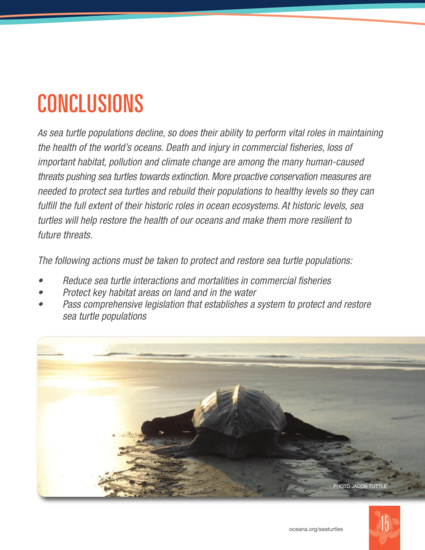 CONCLUSIONS
As sea turtle populations decline, so does their ability to perform vital roles in maintaining
the health of the world's oceans. Death and injury in commercial fisheries, loss of
important habitat, pollution and climate change are among the many human-caused
threats pushing sea turtles towards extinction. More proactive conservation measures are
needed to protect sea turtles and rebuild their populations to healthy levels so they can
fulfill the full extent of their historic roles in ocean ecosystems. At historic levels, sea
turtles will help restore the health of our oceans and make them more resilient to
future threats.
The following actions must be taken to protect and restore sea turtle populations:
• Reduce sea turtle interactions and mortalities in commercial fisheries
• Protect key habitat areas on land and in the water
• Pass comprehensive legislation that establishes a system to protect and restore
sea turtle populations
PHOTO JACOB TUTTLE
oceana.org/seaturtles
15